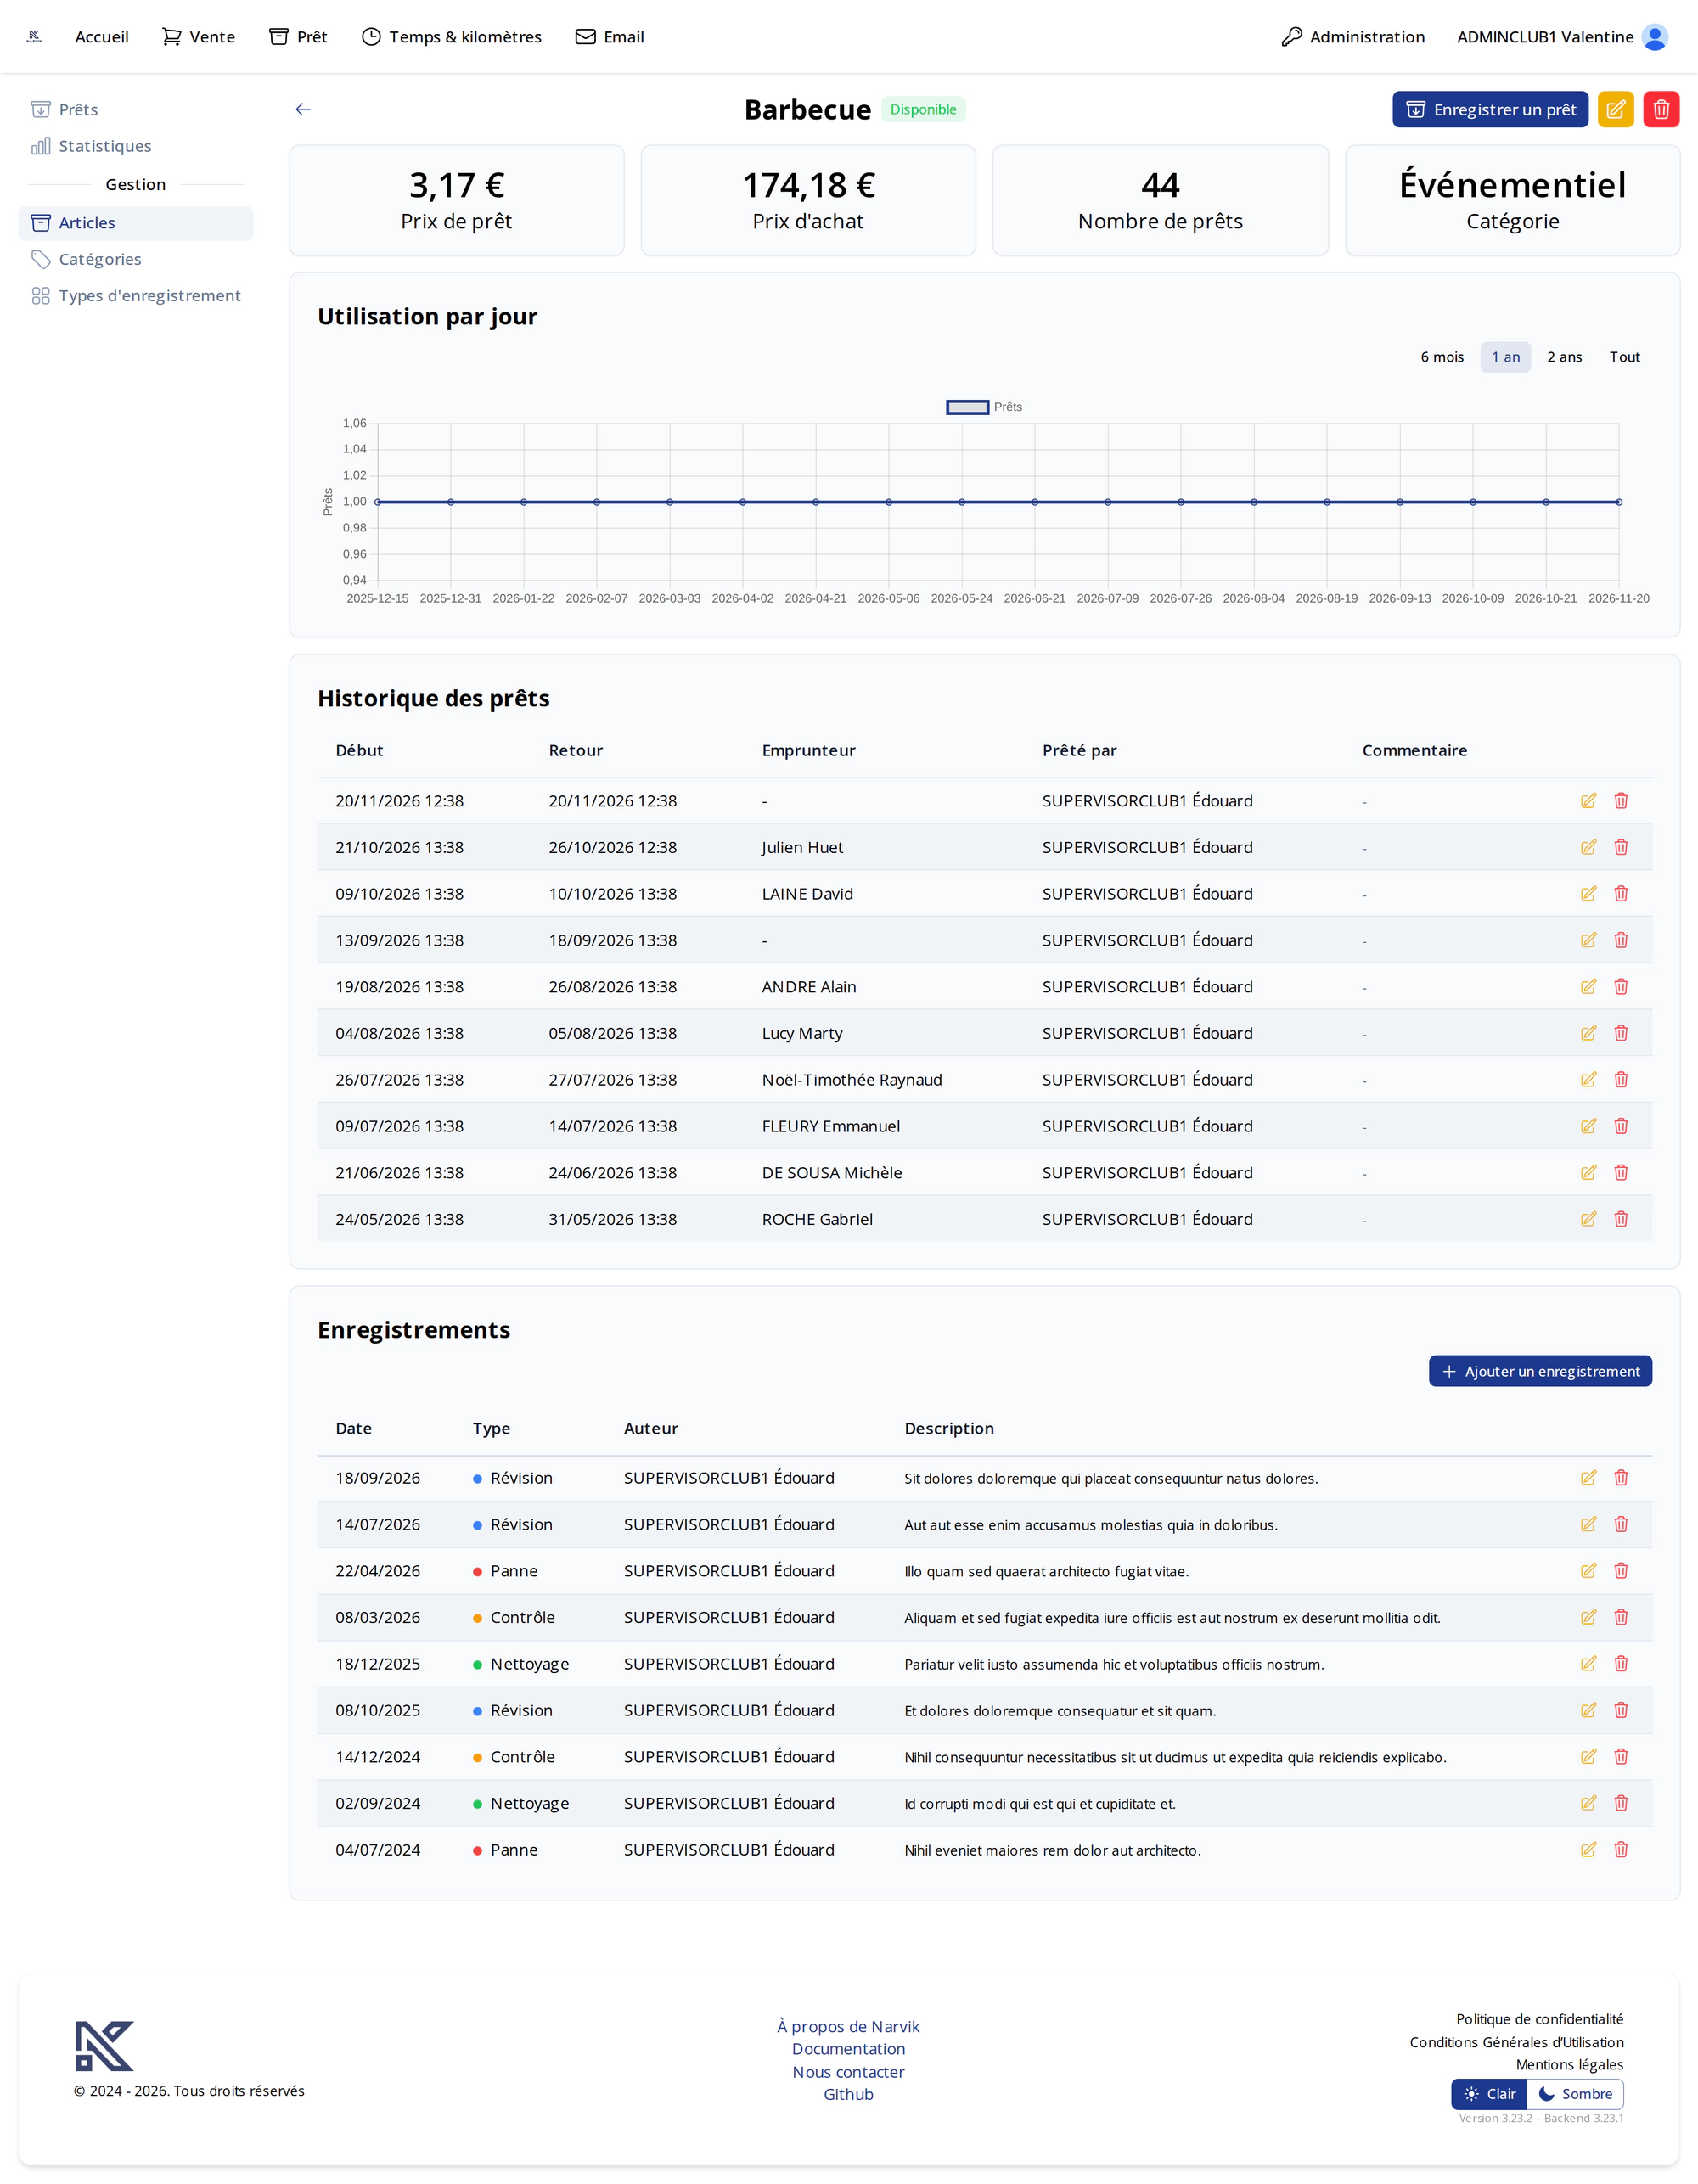 NARVIK Accueil Vente Prêt Temps & kilomètres Email Administration ADMINCLUB1 Valentine
Prêts
Statistiques
Gestion
Articles
Catégories
Types d'enregistrement
Barbecue Disponible Enregistrer un prêt
3,17 €
Prix de prêt
174,18 €
Prix d'achat
44
Nombre de prêts
Événementiel
Catégorie
Utilisation par jour
6 mois 1 an 2 ans Tout
Prêts
Prêts
1,06
1,04
1,02
1,00
0,98
0,96
0,94
2025-12-15 2025-12-31 2026-01-22 2026-02-07 2026-03-03 2026-04-02 2026-04-21 2026-05-06 2026-05-24 2026-06-21 2026-07-09 2026-07-26 2026-08-04 2026-08-19 2026-09-13 2026-10-09 2026-10-21 2026-11-20
Historique des prêts
Début Retour Emprunteur Prêté par Commentaire
20/11/2026 12:38 20/11/2026 12:38 - SUPERVISORCLUB1 Édouard -
21/10/2026 13:38 26/10/2026 12:38 Julien Huet SUPERVISORCLUB1 Édouard -
09/10/2026 13:38 10/10/2026 13:38 LAINE David SUPERVISORCLUB1 Édouard -
13/09/2026 13:38 18/09/2026 13:38 - SUPERVISORCLUB1 Édouard -
19/08/2026 13:38 26/08/2026 13:38 ANDRE Alain SUPERVISORCLUB1 Édouard -
04/08/2026 13:38 05/08/2026 13:38 Lucy Marty SUPERVISORCLUB1 Édouard -
26/07/2026 13:38 27/07/2026 13:38 Noël-Timothée Raynaud SUPERVISORCLUB1 Édouard -
09/07/2026 13:38 14/07/2026 13:38 FLEURY Emmanuel SUPERVISORCLUB1 Édouard -
21/06/2026 13:38 24/06/2026 13:38 DE SOUSA Michèle SUPERVISORCLUB1 Édouard -
24/05/2026 13:38 31/05/2026 13:38 ROCHE Gabriel SUPERVISORCLUB1 Édouard -
Enregistrements
Ajouter un enregistrement
Date Type Auteur Description
18/09/2026 Révision SUPERVISORCLUB1 Édouard Sit dolores doloremque qui placeat consequuntur natus dolores.
14/07/2026 Révision SUPERVISORCLUB1 Édouard Aut aut esse enim accusamus molestias quia in doloribus.
22/04/2026 Panne SUPERVISORCLUB1 Édouard Illo quam sed quaerat architecto fugiat vitae.
08/03/2026 Contrôle SUPERVISORCLUB1 Édouard Aliquam et sed fugiat expedita iure officiis est aut nostrum ex deserunt mollitia odit.
18/12/2025 Nettoyage SUPERVISORCLUB1 Édouard Pariatur velit iusto assumenda hic et voluptatibus officiis nostrum.
08/10/2025 Révision SUPERVISORCLUB1 Édouard Et dolores doloremque consequatur et sit quam.
14/12/2024 Contrôle SUPERVISORCLUB1 Édouard Nihil consequuntur necessitatibus sit ut ducimus ut expedita quia reiciendis explicabo.
02/09/2024 Nettoyage SUPERVISORCLUB1 Édouard Id corrupti modi qui est qui et cupiditate et.
04/07/2024 Panne SUPERVISORCLUB1 Édouard Nihil eveniet maiores rem dolor aut architecto.
© 2024 - 2026. Tous droits réservés
À propos de Narvik
Documentation
Nous contacter
Github
Politique de confidentialité
Conditions Générales d'Utilisation
Mentions légales
Clair Sombre
Version 3.23.2 - Backend 3.23.1